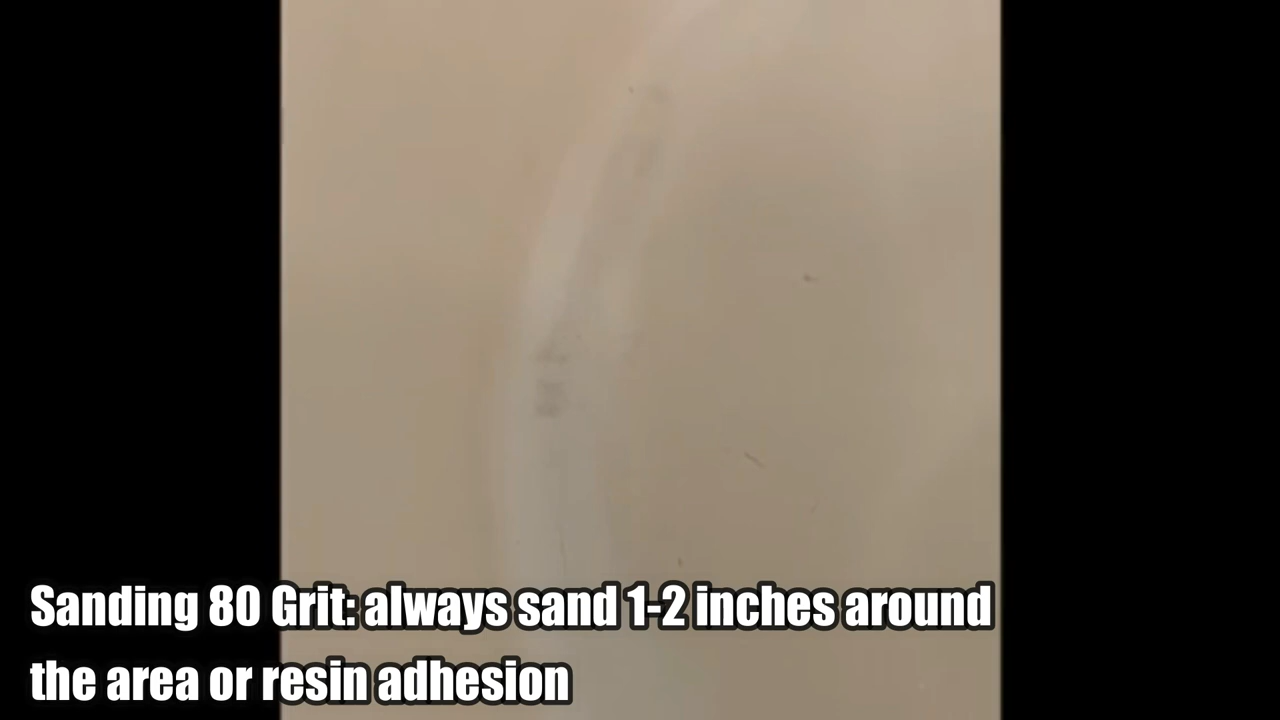 Sanding 80 Grit: always sand 1-2 inches around
the area or resin adhesion